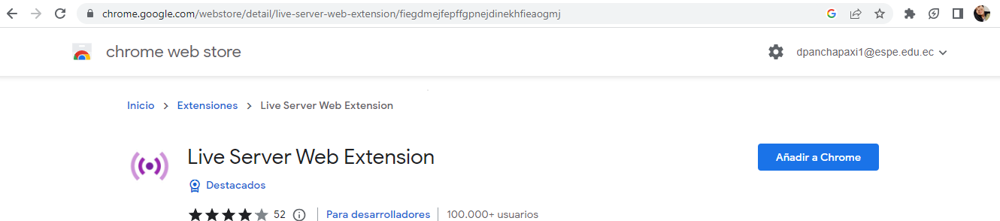 chrome.google.com/webstore/detail/live-server-web-extension/fiegdmejfepffgpnejdinekhfieaogmj
chrome web store
dpanchapaxi1@espe.edu.ec
Inicio > Extensiones > Live Server Web Extension
Live Server Web Extension
Añadir a Chrome
Destacados
52 | Para desarrolladores | 100.000+ usuarios